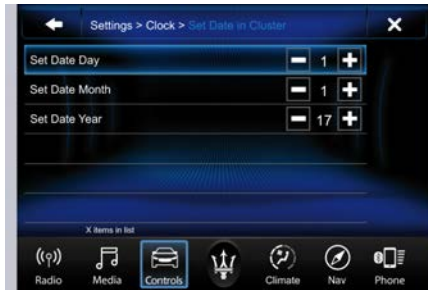 Settings > Clock > Set Date in Cluster
Set Date Day 1
Set Date Month 1
Set Date Year 17
X items in list
Radio Media Controls Climate Nav Phone